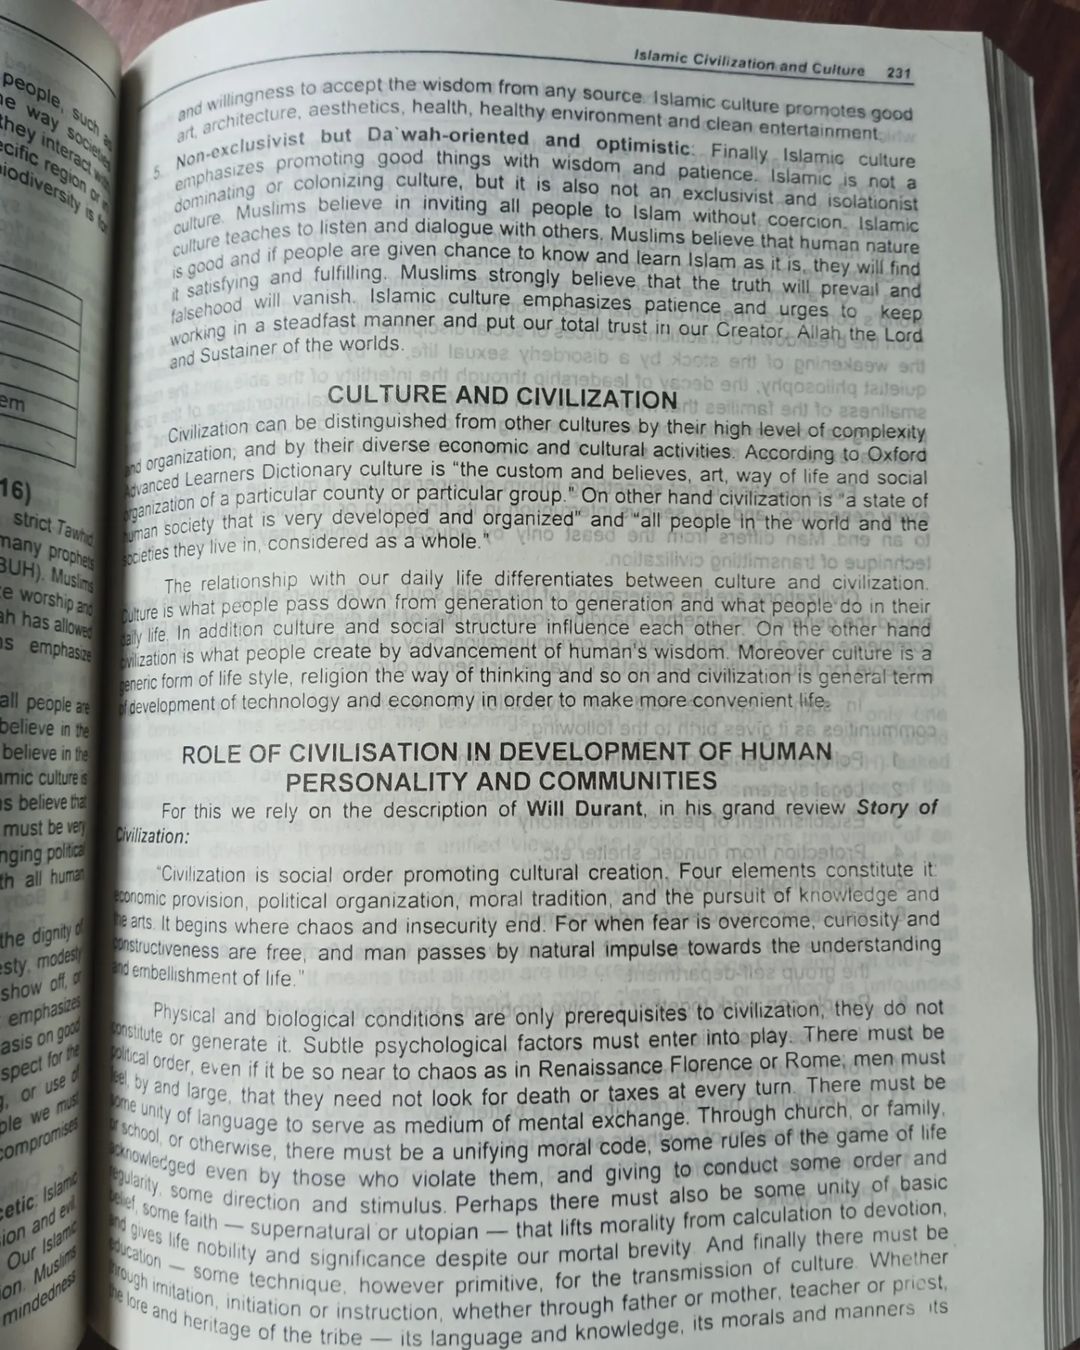 Islamic Civilization and Culture 231
and willingness to accept the wisdom from any source. Islamic culture promotes good
art, architecture, aesthetics, health, healthy environment and clean entertainment.
5. Non-exclusivist but Da`wah-oriented and optimistic: Finally Islamic culture
emphasizes promoting good things with wisdom and patience. Islamic is not a
dominating or colonizing culture, but it is also not an exclusivist and isolationist
culture. Muslims believe in inviting all people to Islam without coercion. Islamic
culture teaches to listen and dialogue with others. Muslims believe that human nature
is good and if people are given chance to know and learn Islam as it is, they will find
it satisfying and fulfilling. Muslims strongly believe that the truth will prevail and
falsehood will vanish. Islamic culture emphasizes patience and urges to keep
working in a steadfast manner and put our total trust in our Creator, Allah the Lord
and Sustainer of the worlds.
CULTURE AND CIVILIZATION
Civilization can be distinguished from other cultures by their high level of complexity
and organization, and by their diverse economic and cultural activities. According to Oxford
Advanced Learners Dictionary culture is "the custom and believes, art, way of life and social
organization of a particular county or particular group." On other hand civilization is "a state of
human society that is very developed and organized" and "all people in the world and the
societies they live in, considered as a whole."
The relationship with our daily life differentiates between culture and civilization.
Culture is what people pass down from generation to generation and what people do in their
daily life. In addition culture and social structure influence each other. On the other hand
civilization is what people create by advancement of human's wisdom. Moreover culture is a
generic form of life style, religion the way of thinking and so on and civilization is general term
of development of technology and economy in order to make more convenient life.
ROLE OF CIVILISATION IN DEVELOPMENT OF HUMAN
PERSONALITY AND COMMUNITIES
For this we rely on the description of Will Durant, in his grand review Story of
Civilization:
"Civilization is social order promoting cultural creation. Four elements constitute it:
economic provision, political organization, moral tradition, and the pursuit of knowledge and
the arts. It begins where chaos and insecurity end. For when fear is overcome, curiosity and
constructiveness are free, and man passes by natural impulse towards the understanding
and embellishment of life."
Physical and biological conditions are only prerequisites to civilization; they do not
constitute or generate it. Subtle psychological factors must enter into play. There must be
political order, even if it be so near to chaos as in Renaissance Florence or Rome; men must
feel, by and large, that they need not look for death or taxes at every turn. There must be
some unity of language to serve as medium of mental exchange. Through church, or family,
or school, or otherwise, there must be a unifying moral code, some rules of the game of life
acknowledged even by those who violate them, and giving to conduct some order and
regularity, some direction and stimulus. Perhaps there must also be some unity of basic
belief, some faith — supernatural or utopian — that lifts morality from calculation to devotion,
and gives life nobility and significance despite our mortal brevity. And finally there must be
education — some technique, however primitive, for the transmission of culture. Whether
through imitation, initiation or instruction, whether through father or mother, teacher or priest,
the lore and heritage of the tribe — its language and knowledge, its morals and manners its